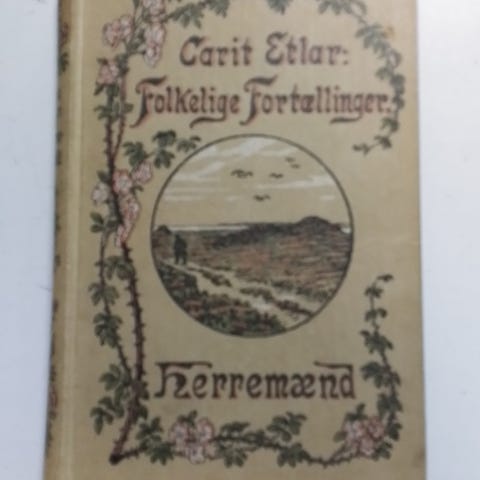 Carit Etlar:
Folkelige Fortællinger.
Herremænd